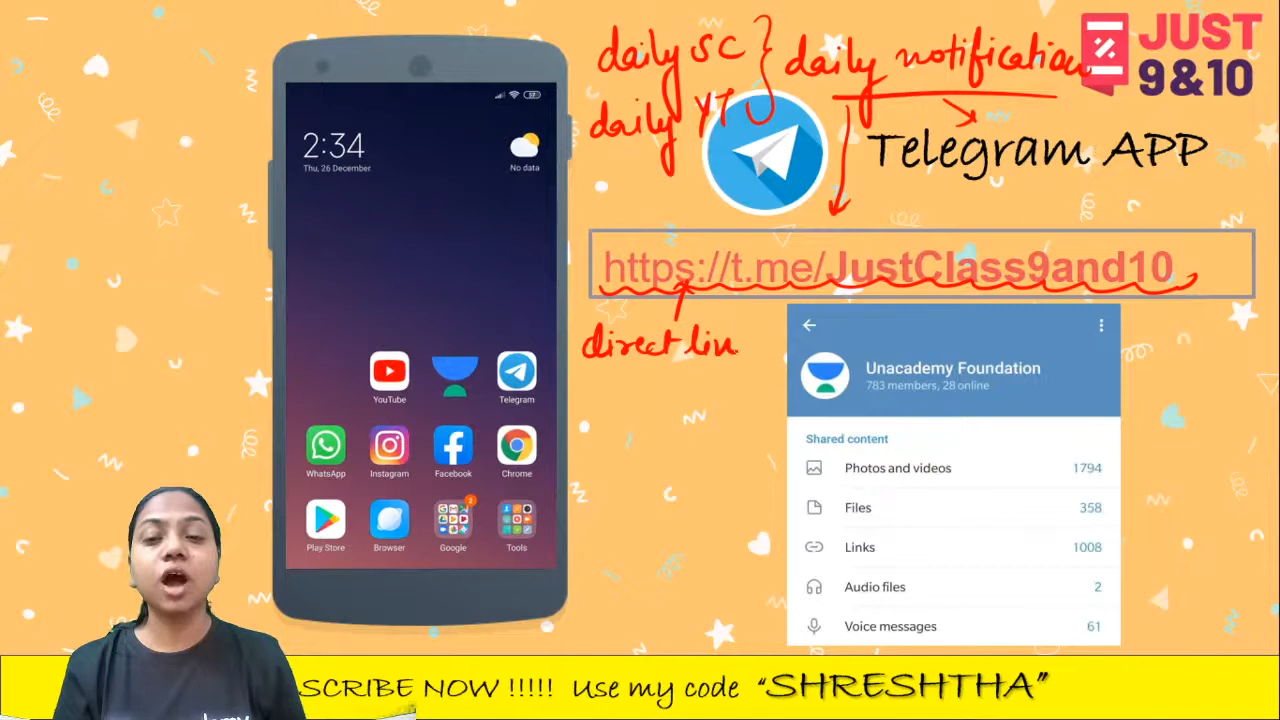 daily SC
daily YT
daily notification
JUST
9&10
Telegram APP
https://t.me/JustClass9and10
direct lin
2:34
Thu, 26 December
No data
YouTube
Telegram
WhatsApp
Instagram
Facebook
Chrome
2
Play Store
Browser
Google
Tools
Unacademy Foundation
783 members, 28 online
Shared content
Photos and videos 1794
Files 358
Links 1008
Audio files 2
Voice messages 61
SCRIBE NOW !!!!! Use my code “SHRESHTHA”